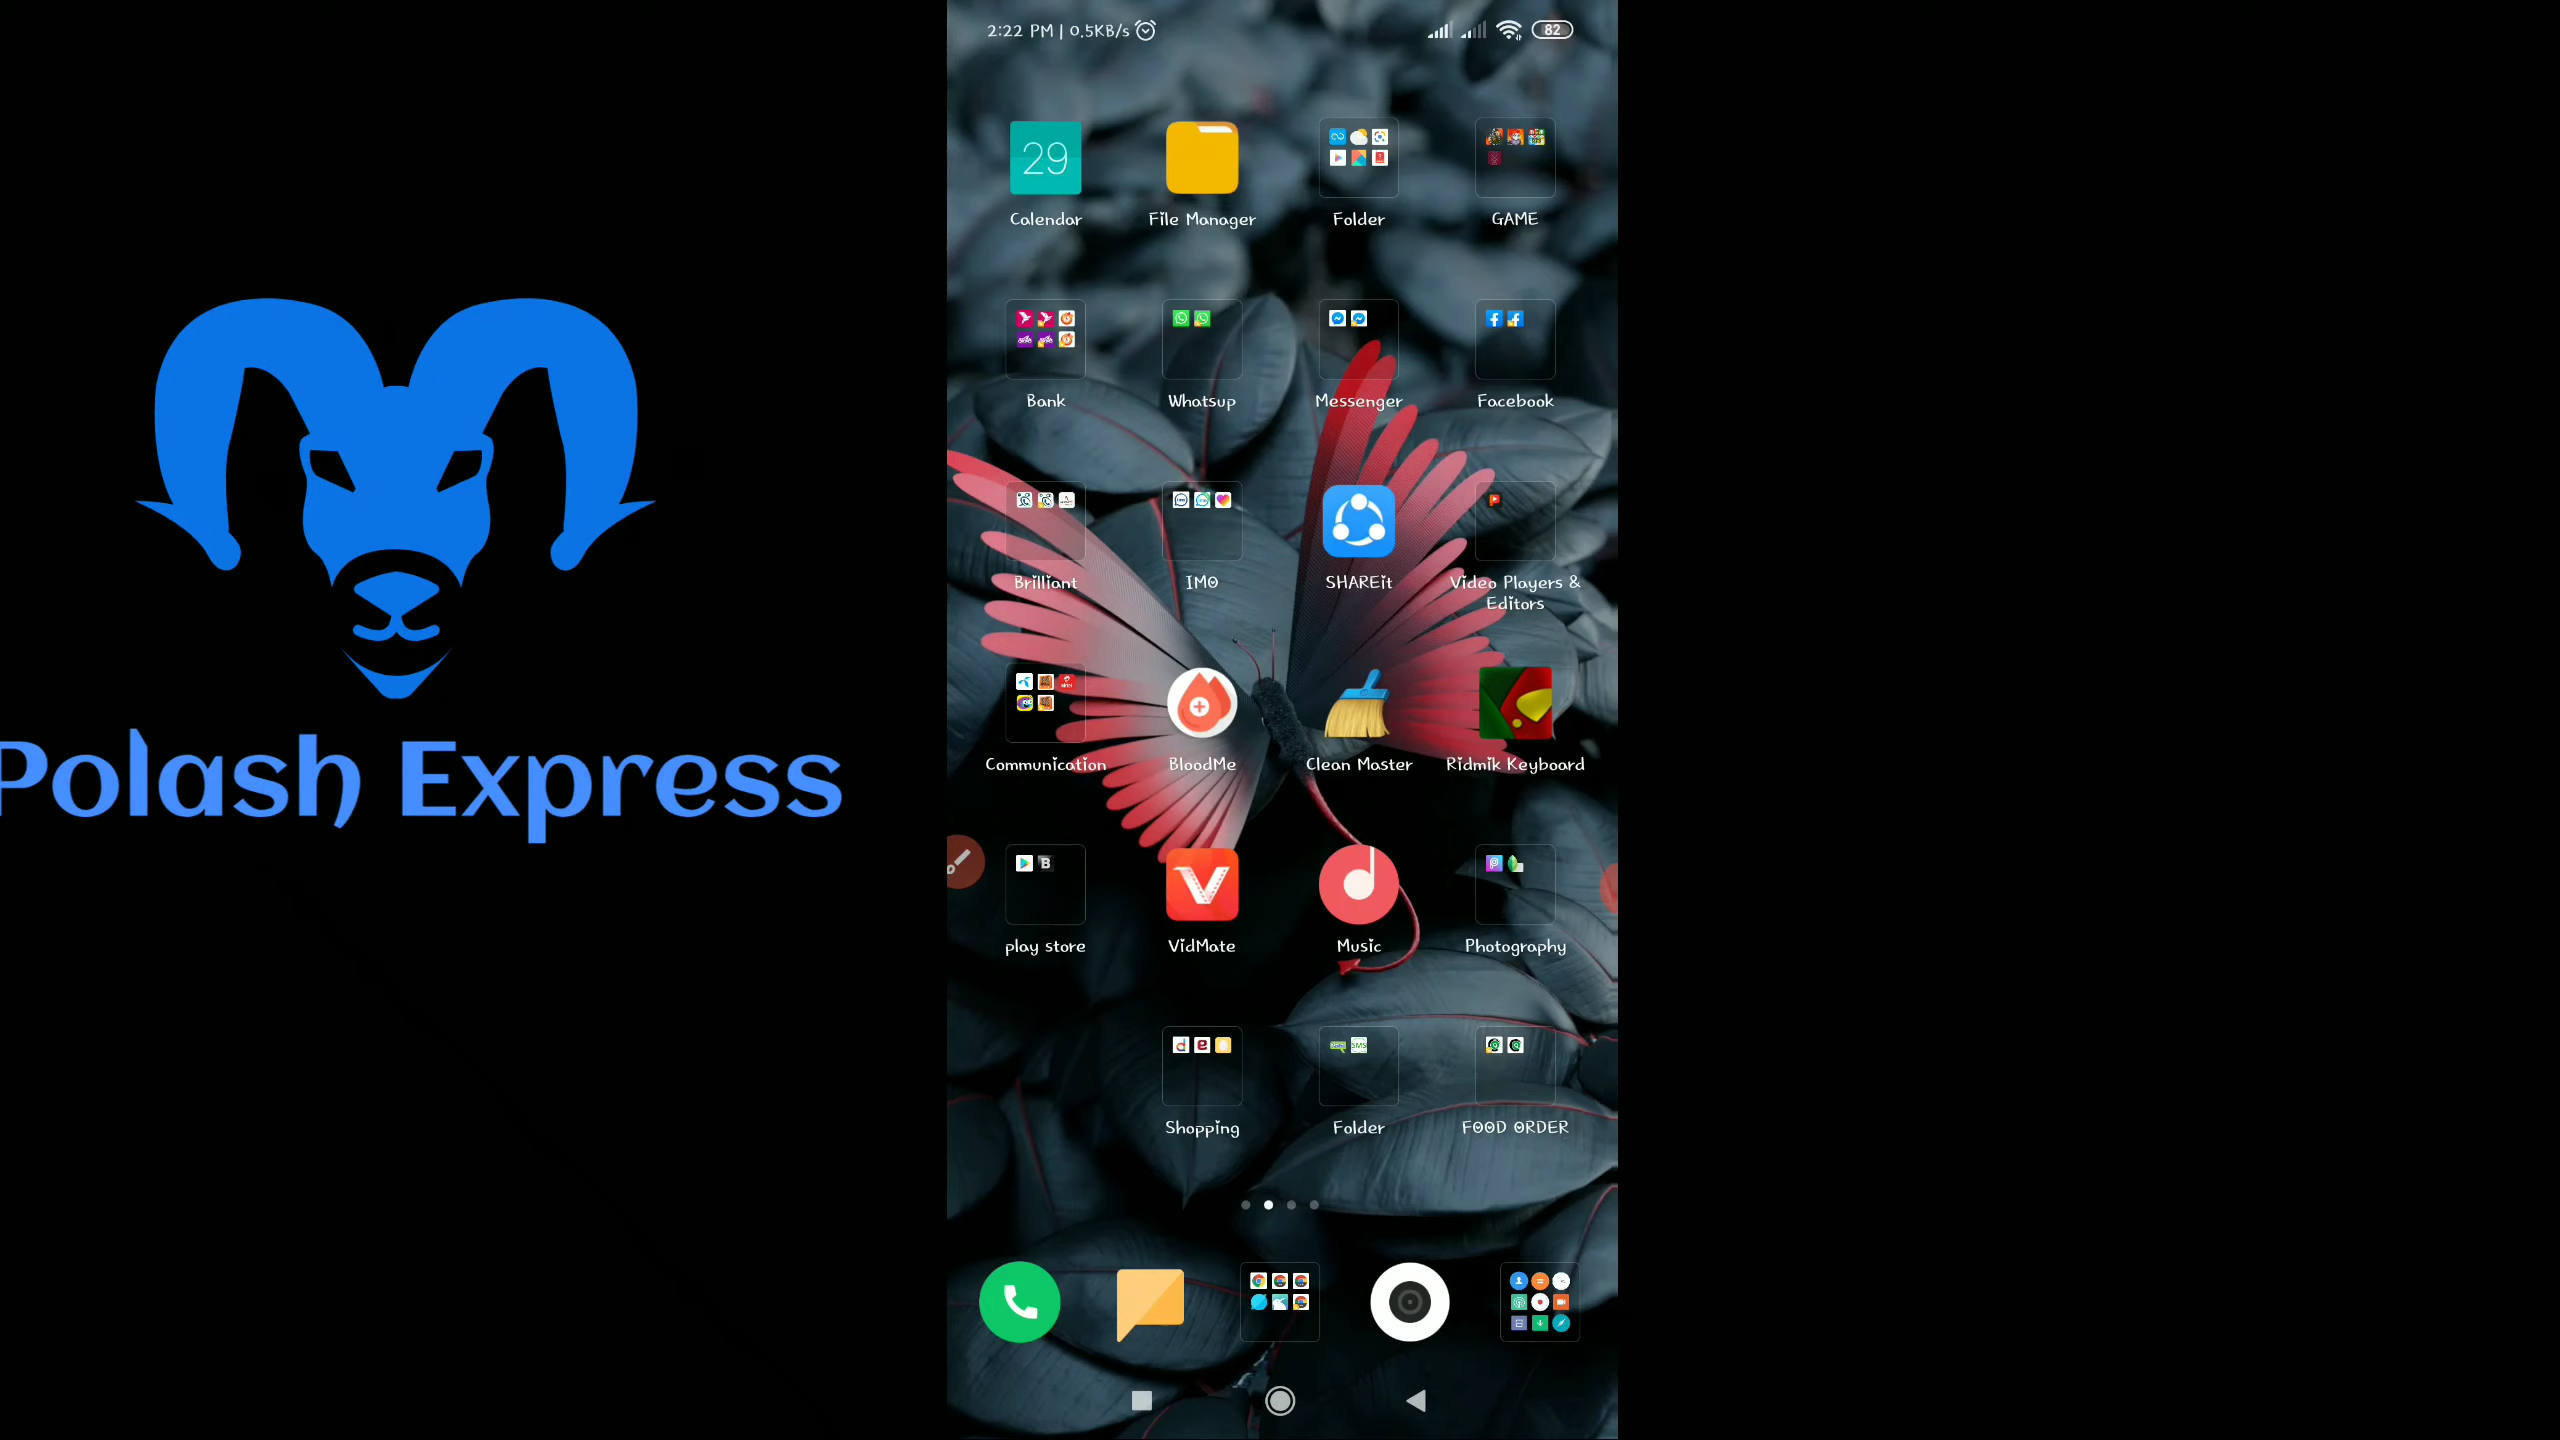 Polash Express
2:22 PM | 0.5KB/s
82
29
Calendar
File Manager
Folder
GAME
Bank
Whatsup
Messenger
Facebook
Brilliant
IMO
SHAREit
Video Players &
Editors
Communication
BloodMe
Clean Master
Ridmik Keyboard
play store
VidMate
Music
Photography
SMS
Shopping
Folder
FOOD ORDER